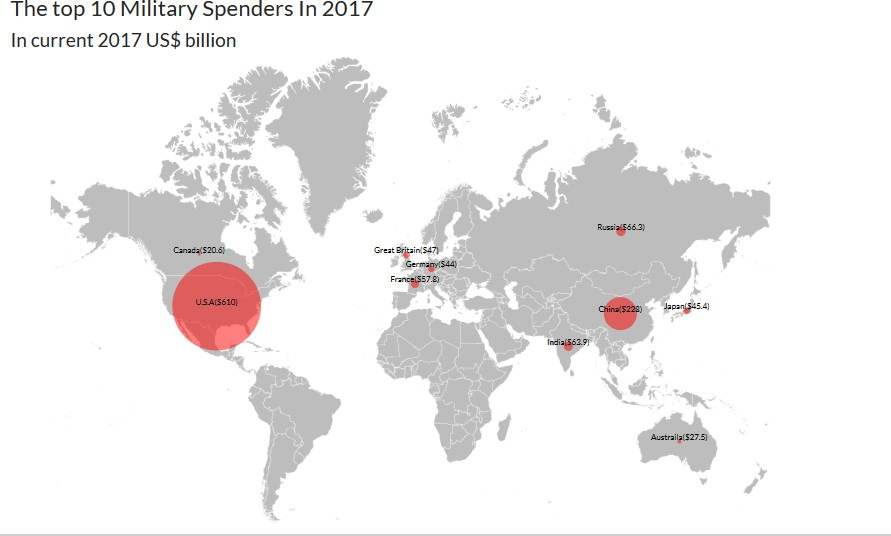 The top 10 Military Spenders In 2017
In current 2017 US$ billion
Russia($66.3)
Canada($20.6)
Great Britain($47)
Germany($44)
France($57.8)
U.S.A($610)
China($228)
Japan($45.4)
India($63.9)
Austraila($27.5)